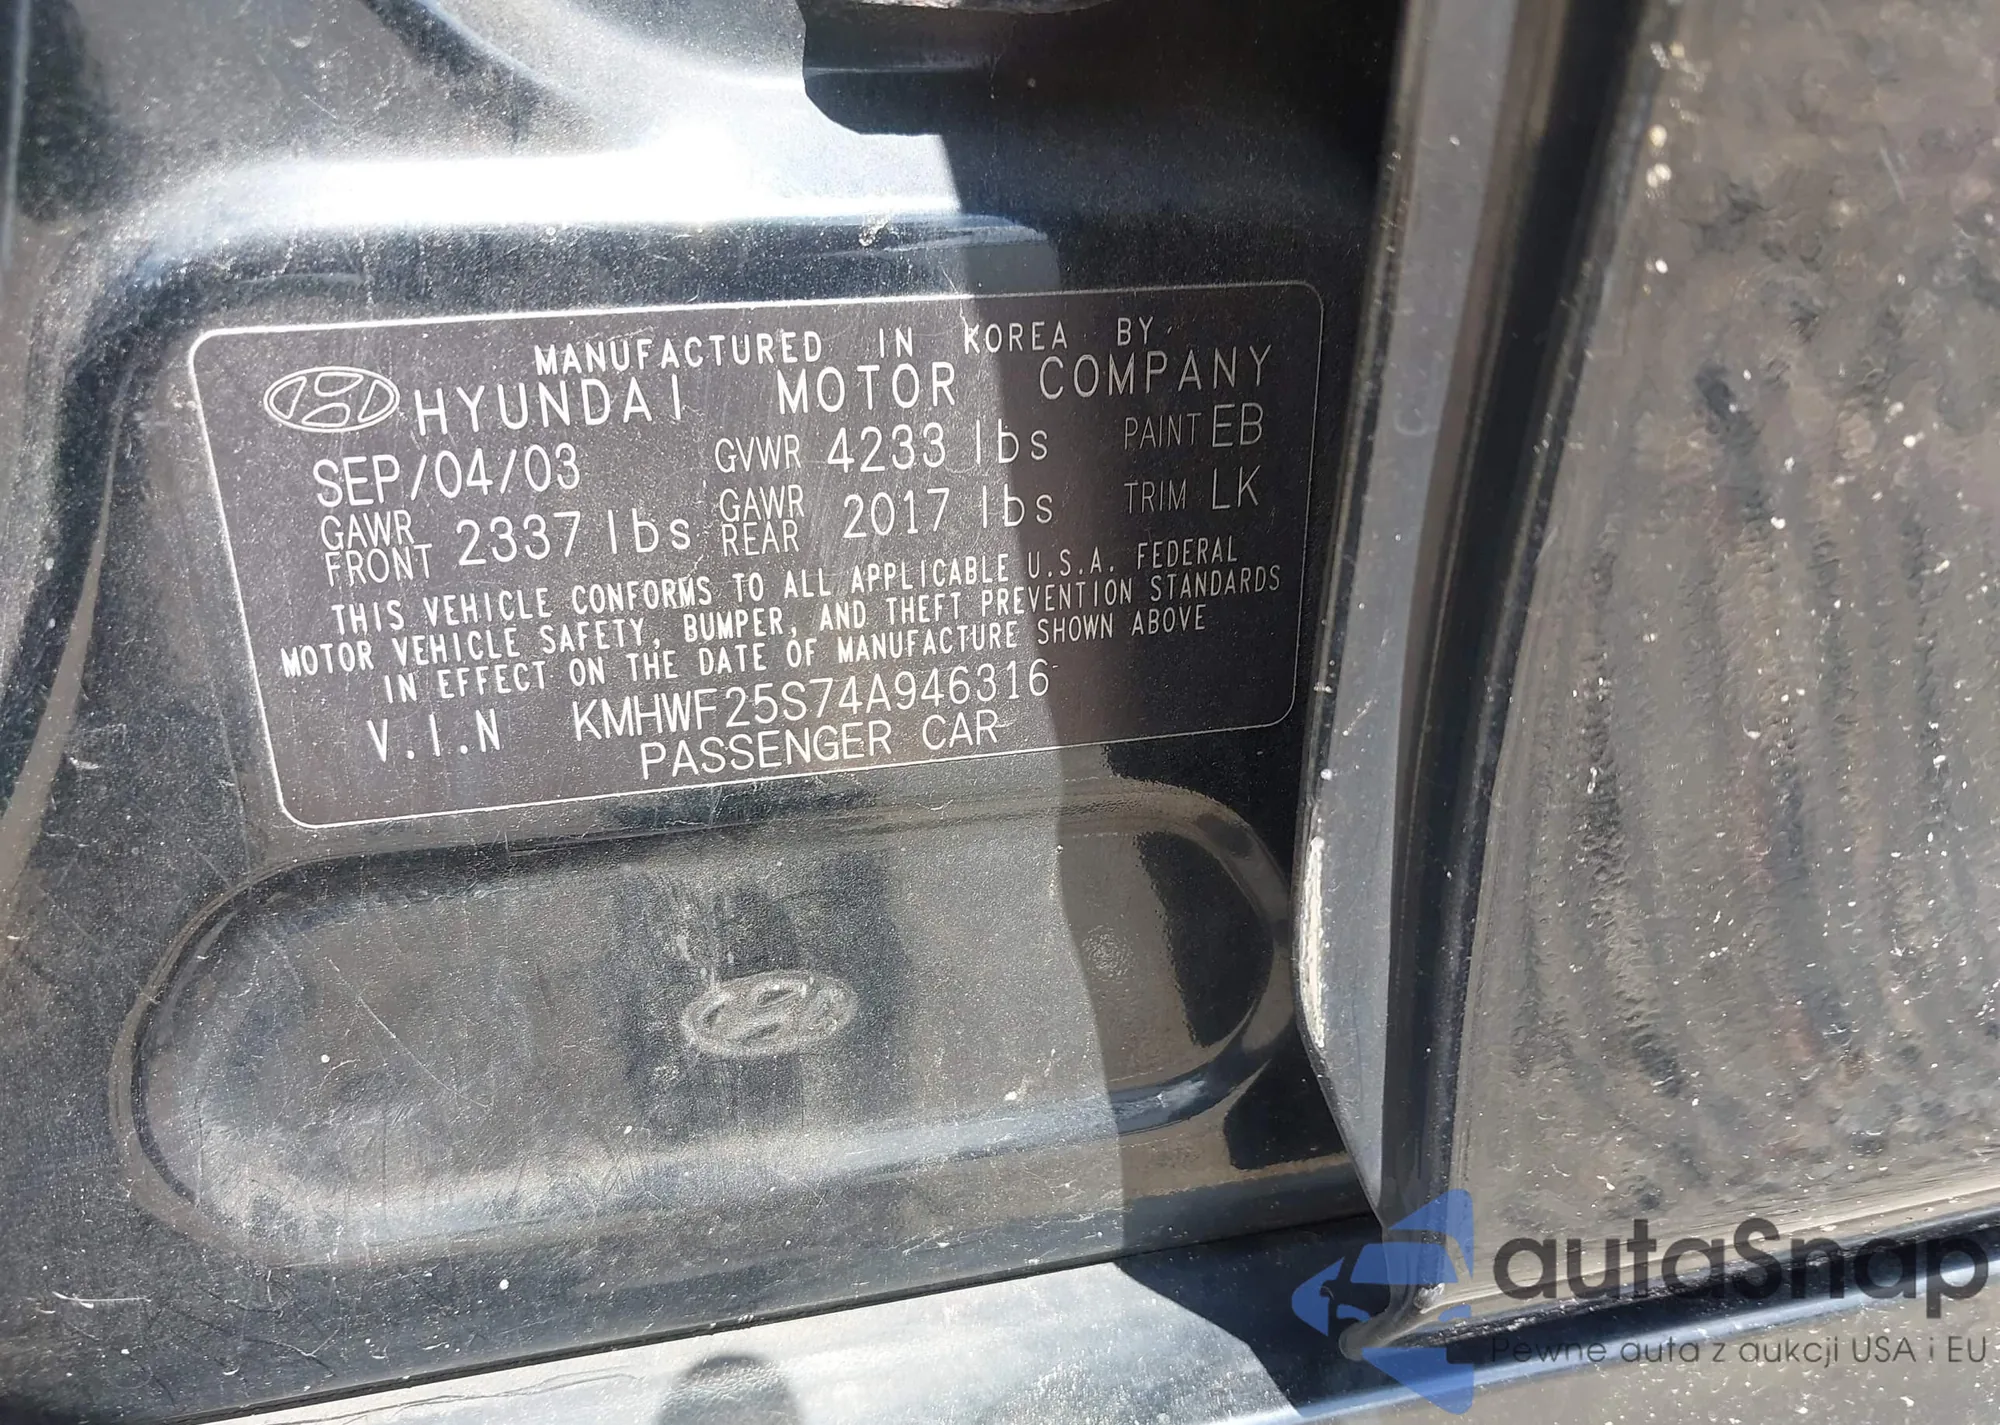 MANUFACTURED IN KOREA BY
HYUNDAI MOTOR COMPANY
SEP/04/03 GVWR 4233 lbs PAINT EB
GAWR FRONT 2337 lbs GAWR REAR 2017 lbs TRIM LK
THIS VEHICLE CONFORMS TO ALL APPLICABLE U.S.A. FEDERAL
MOTOR VEHICLE SAFETY, BUMPER, AND THEFT PREVENTION STANDARDS
IN EFFECT ON THE DATE OF MANUFACTURE SHOWN ABOVE
V.I.N KMHWF25S74A946316
PASSENGER CAR
autaSnap
Pewne auta z aukcji USA i EU